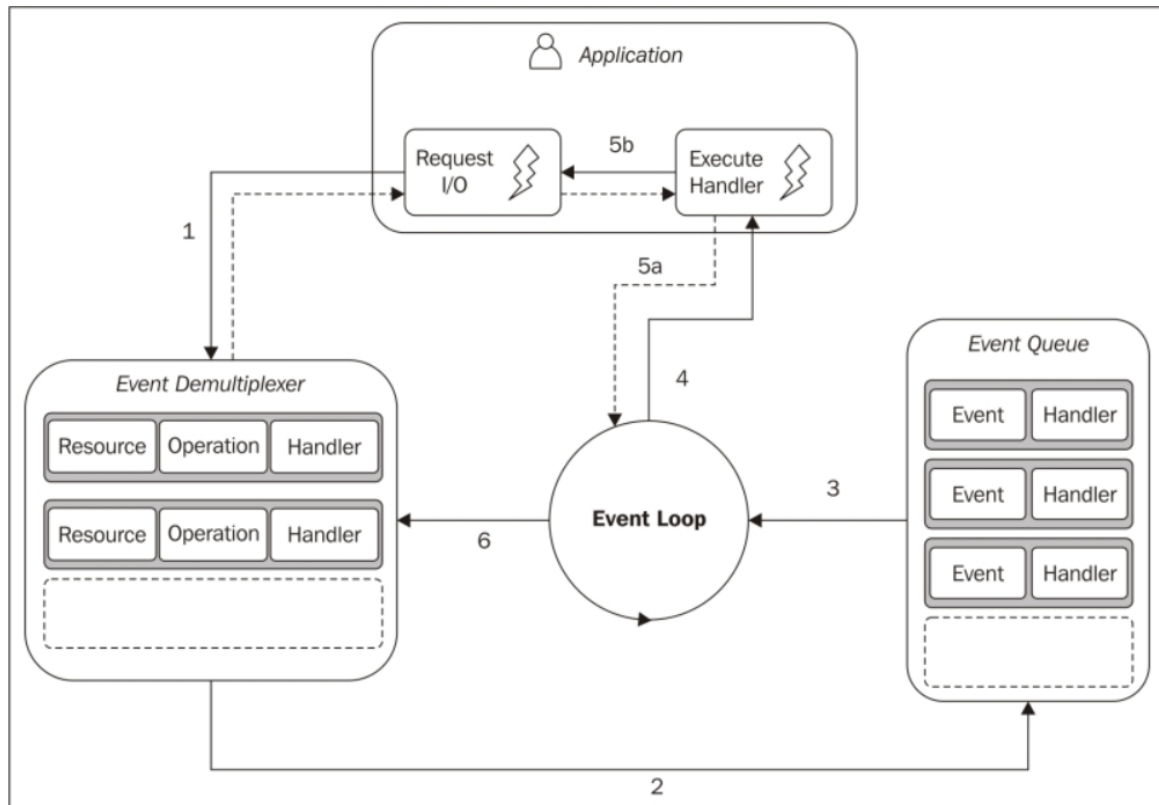 Application
Request
I/O
5b
Execute
Handler
1
5a
Event Demultiplexer
Resource Operation Handler
Resource Operation Handler
4
Event Loop
6
3
Event Queue
Event Handler
Event Handler
Event Handler
2